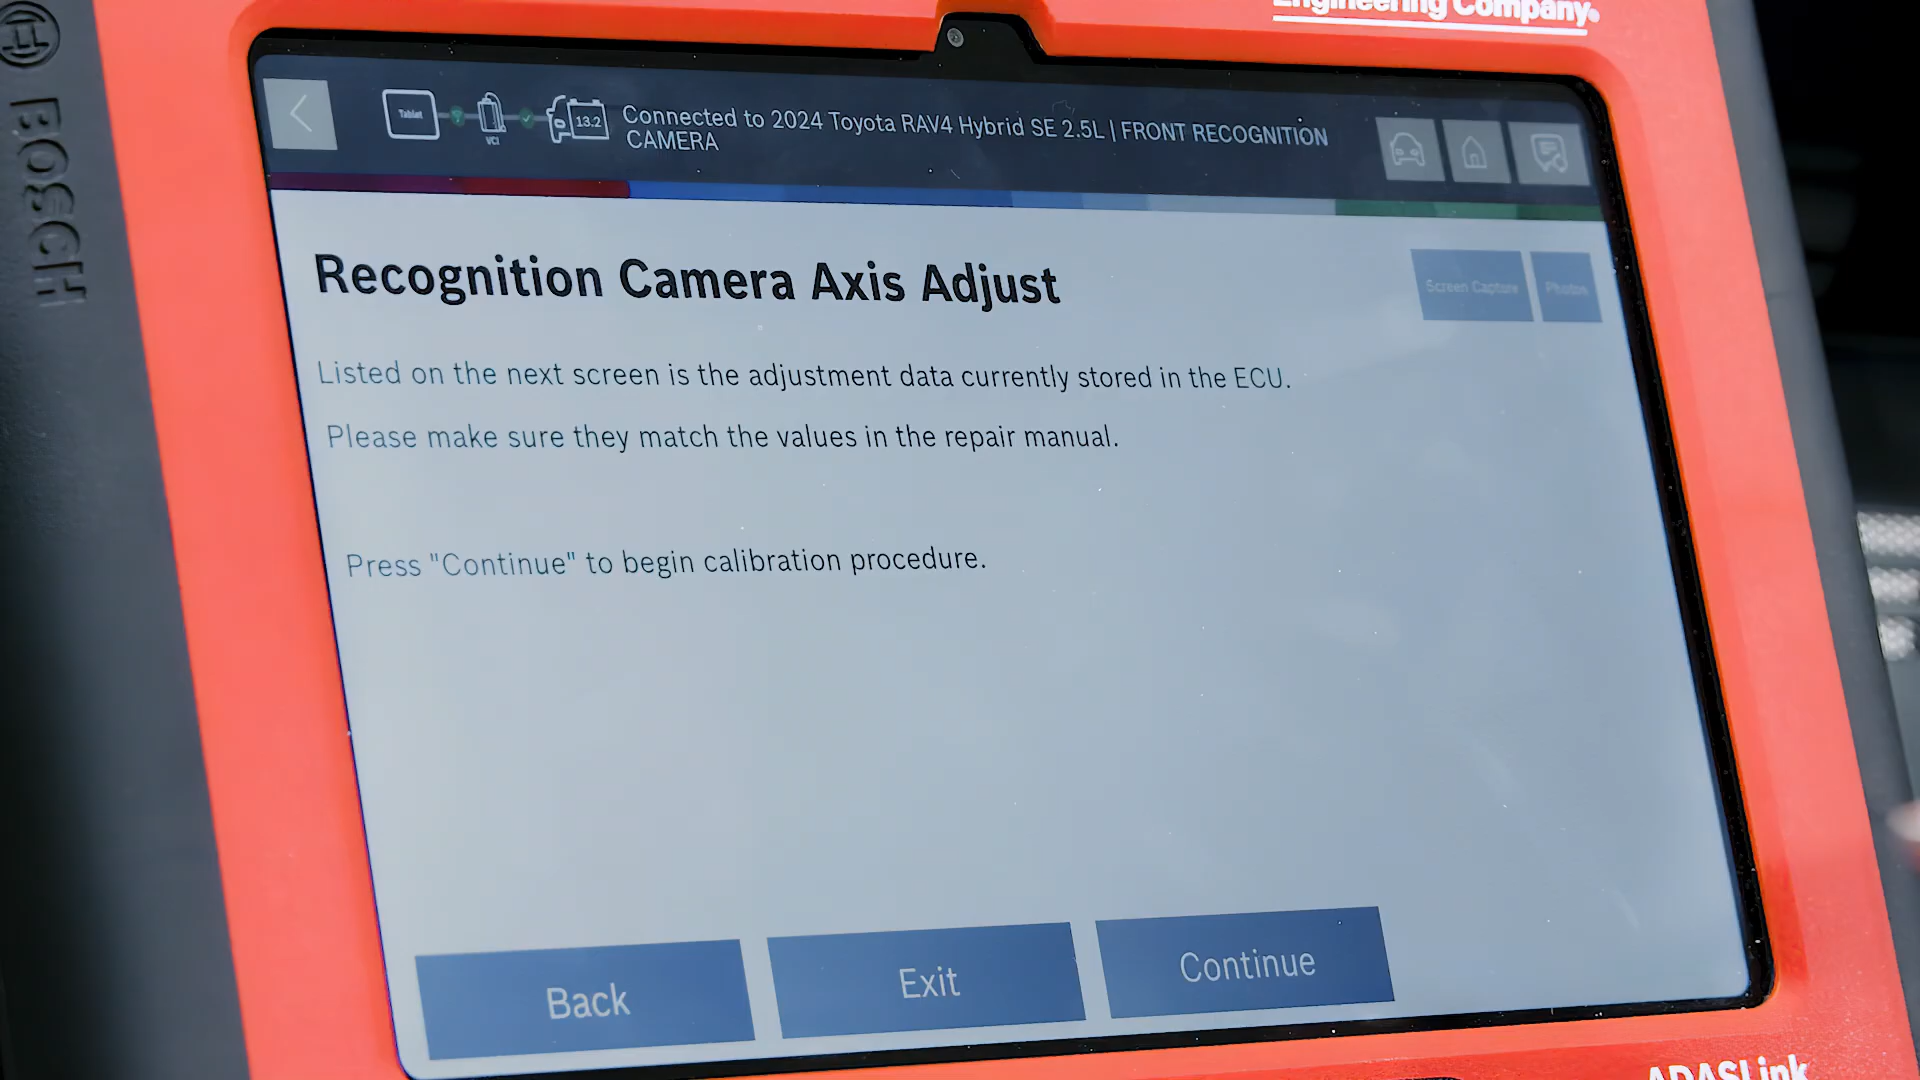 Engineering Company
BOSCH
Tablet
VCI
13.2
Connected to 2024 Toyota RAV4 Hybrid SE 2.5L | FRONT RECOGNITION
CAMERA
Recognition Camera Axis Adjust
Screen Capture
Listed on the next screen is the adjustment data currently stored in the ECU.
Please make sure they match the values in the repair manual.
Press "Continue" to begin calibration procedure.
Back
Exit
Continue
ADASLink